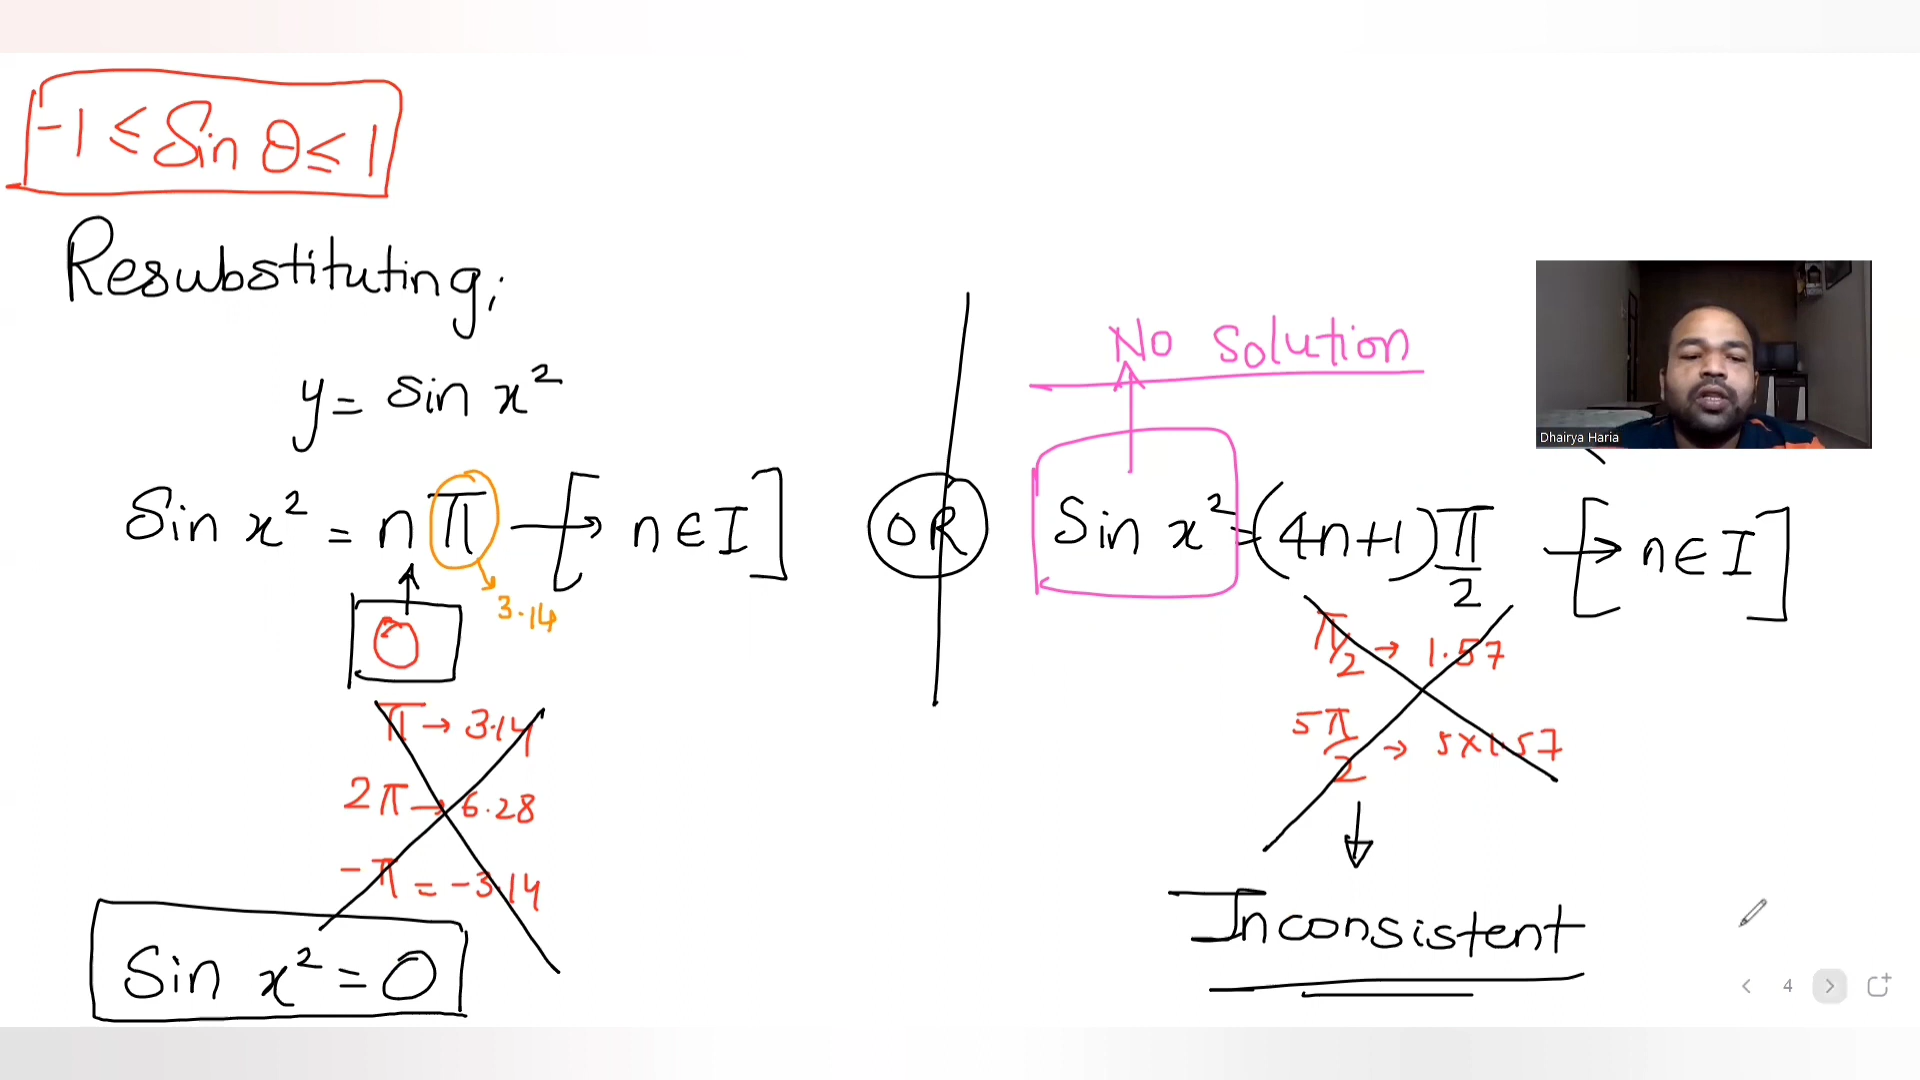 -1 ≤ Sin θ ≤ 1
Resubstituting;
y = sin x²
Sin x² = nπ → [n ∈ I]
3.14
0
π → 3.14
2π → 6.28
-π = -3.14
Sin x² = 0
OR
No Solution
Sin x² = (4n+1)π/2 → [n ∈ I]
π/2 → 1.57
5π/2 → 5×1.57
Inconsistent
Dhairya Haria
4